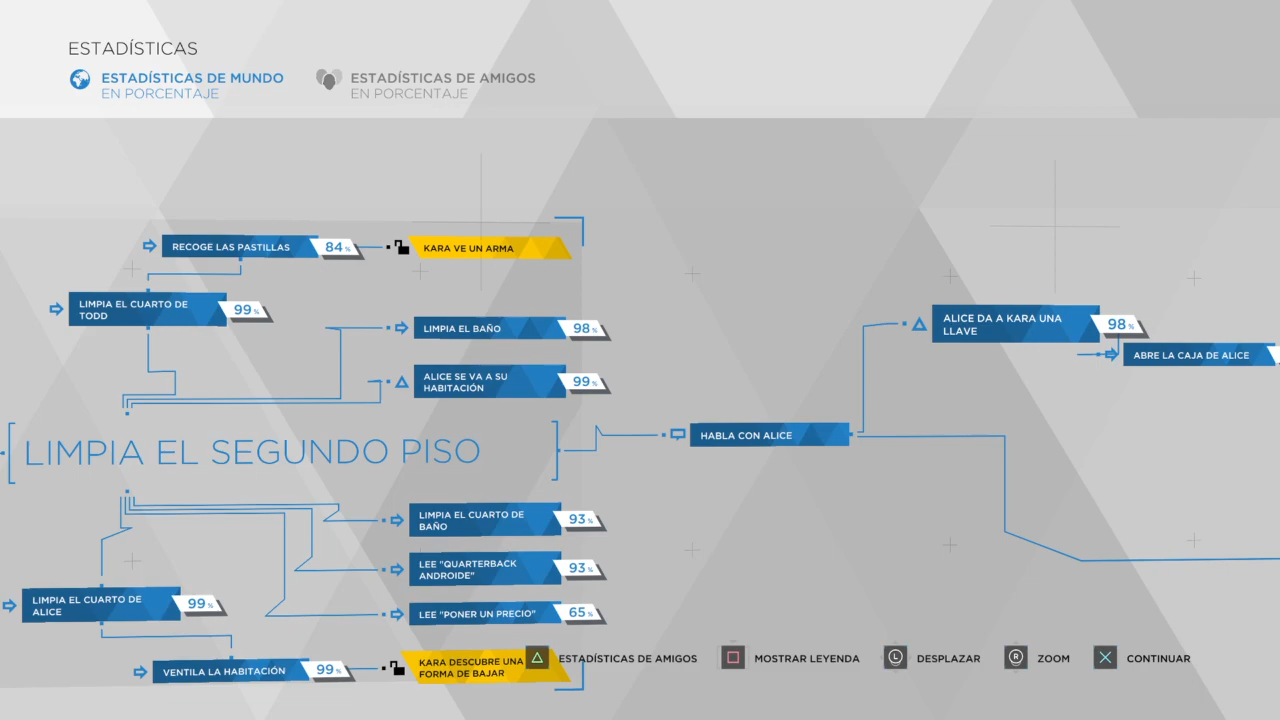 ESTADÍSTICAS
ESTADÍSTICAS DE MUNDO
EN PORCENTAJE
ESTADÍSTICAS DE AMIGOS
EN PORCENTAJE
RECOGE LAS PASTILLAS 84%
KARA VE UN ARMA
LIMPIA EL CUARTO DE
TODD
99%
LIMPIA EL BAÑO 98%
ALICE SE VA A SU
HABITACIÓN
99%
ALICE DA A KARA UNA
LLAVE
98%
ABRE LA CAJA DE ALICE
HABLA CON ALICE
LIMPIA EL SEGUNDO PISO
LIMPIA EL CUARTO DE
BAÑO
93%
LEE "QUARTERBACK
ANDROIDE"
93%
LEE "PONER UN PRECIO" 65%
LIMPIA EL CUARTO DE
ALICE
99%
VENTILA LA HABITACIÓN 99%
KARA DESCUBRE UNA
FORMA DE BAJAR
ESTADÍSTICAS DE AMIGOS
MOSTRAR LEYENDA
L DESPLAZAR
R ZOOM
CONTINUAR